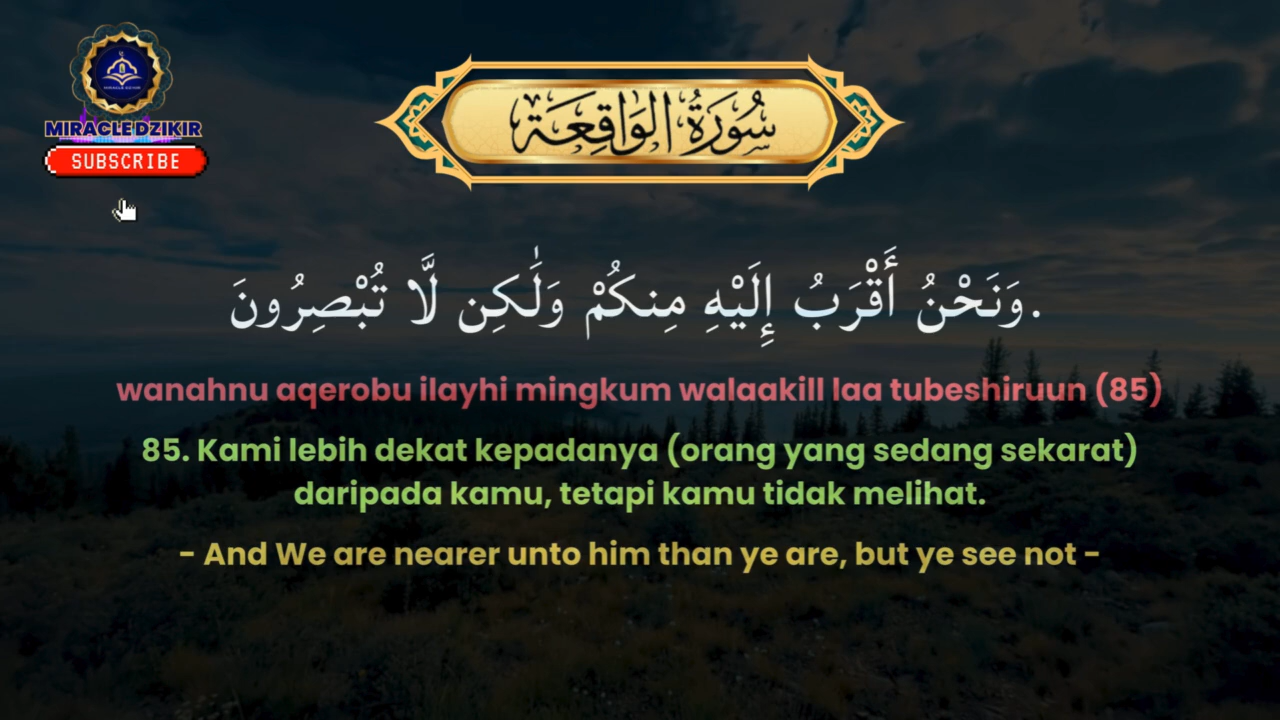 MIRACLE DZIKIR
SUBSCRIBE
سُورَةُ الوَاقِعَة
وَنَحْنُ أَقْرَبُ إِلَيْهِ مِنكُمْ وَلَٰكِن لَّا تُبْصِرُونَ.
wanahnu aqerobu ilayhi mingkum walaakill laa tubeshiruun (85)
85. Kami lebih dekat kepadanya (orang yang sedang sekarat)
daripada kamu, tetapi kamu tidak melihat.
- And We are nearer unto him than ye are, but ye see not -